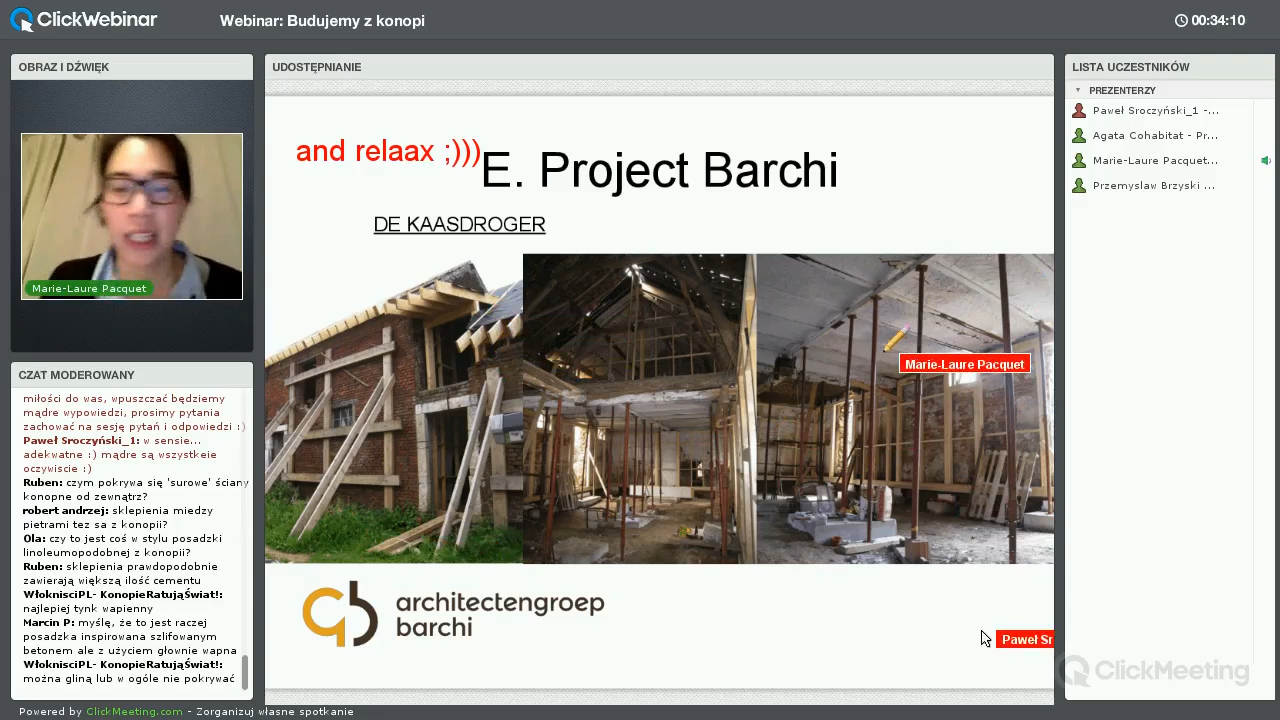 ClickWebinar
Webinar: Budujemy z konopi
00:34:10
OBRAZ I DŹWIĘK
Marie-Laure Pacquet
CZAT MODEROWANY
miłości do was, wpuszczać będziemy
mądre wypowiedzi, prosimy pytania
zachować na sesję pytań i odpowiedzi :)
Paweł Sroczyński_1: w sensie...
adekwatne :) mądre są wszystkeie
oczywiscie :)
Ruben: czym pokrywa się 'surowe' ściany
konopne od zewnątrz?
robert andrzej: sklepienia miedzy
pietrami tez sa z konopii?
Ola: czy to jest coś w stylu posadzki
linoleumopodobnej z konopii?
Ruben: sklepienia prawdopodobnie
zawierają większą ilość cementu
WłoknisciPL- KonopieRatująŚwiat!:
najlepiej tynk wapienny
Marcin P: myślę, że to jest raczej
posadzka inspirowana szlifowanym
betonem ale z użyciem głownie wapna
WłoknisciPL- KonopieRatująŚwiat!:
można gliną lub w ogóle nie pokrywać
UDOSTĘPNIANIE
and relaax ;)))
E. Project Barchi
DE KAASDROGER
Marie-Laure Pacquet
architectengroep
barchi
Paweł Sr
LISTA UCZESTNIKÓW
PREZENTERZY
Paweł Sroczyński_1 -...
Agata Cohabitat - Pr...
Marie-Laure Pacquet...
Przemyslaw Brzyski ...
ClickMeeting
Powered by ClickMeeting.com - Zorganizuj własne spotkanie